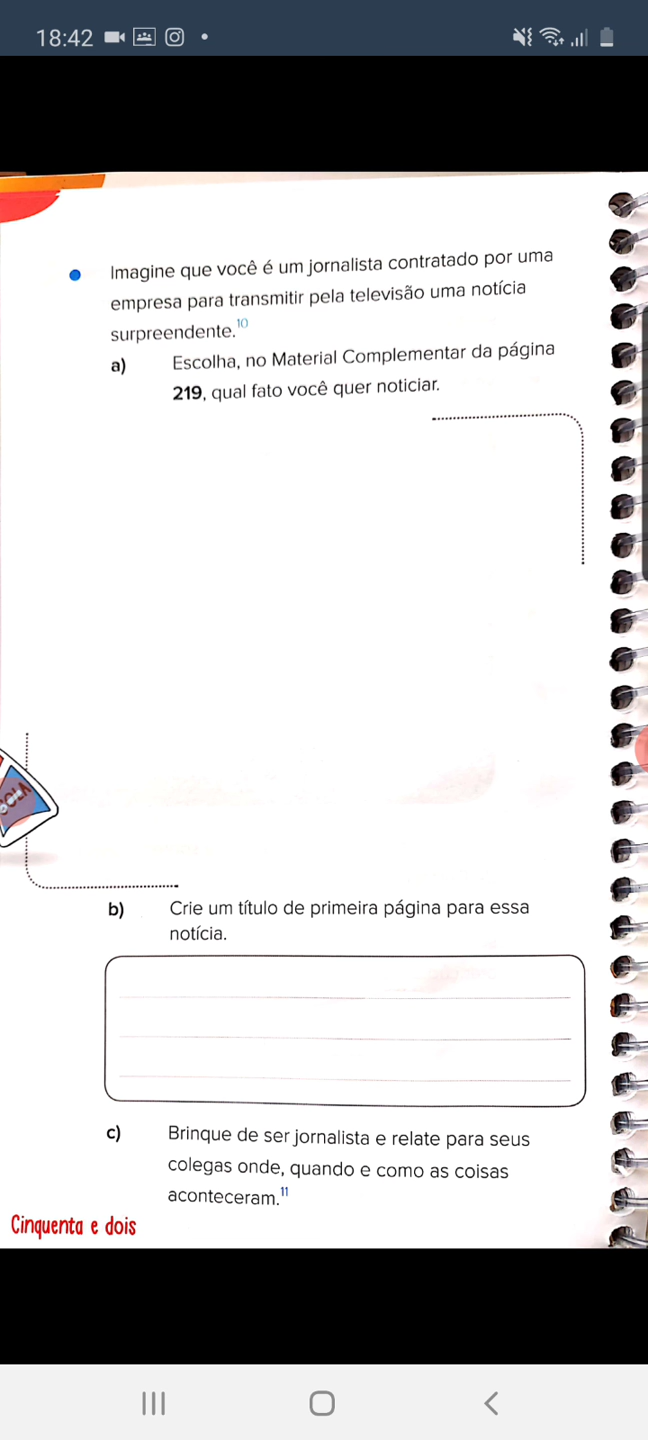 18:42
Imagine que você é um jornalista contratado por uma
empresa para transmitir pela televisão uma notícia
surpreendente.10
a) Escolha, no Material Complementar da página
219, qual fato você quer noticiar.
COLA
b) Crie um título de primeira página para essa
notícia.
c) Brinque de ser jornalista e relate para seus
colegas onde, quando e como as coisas
aconteceram.11
Cinquenta e dois